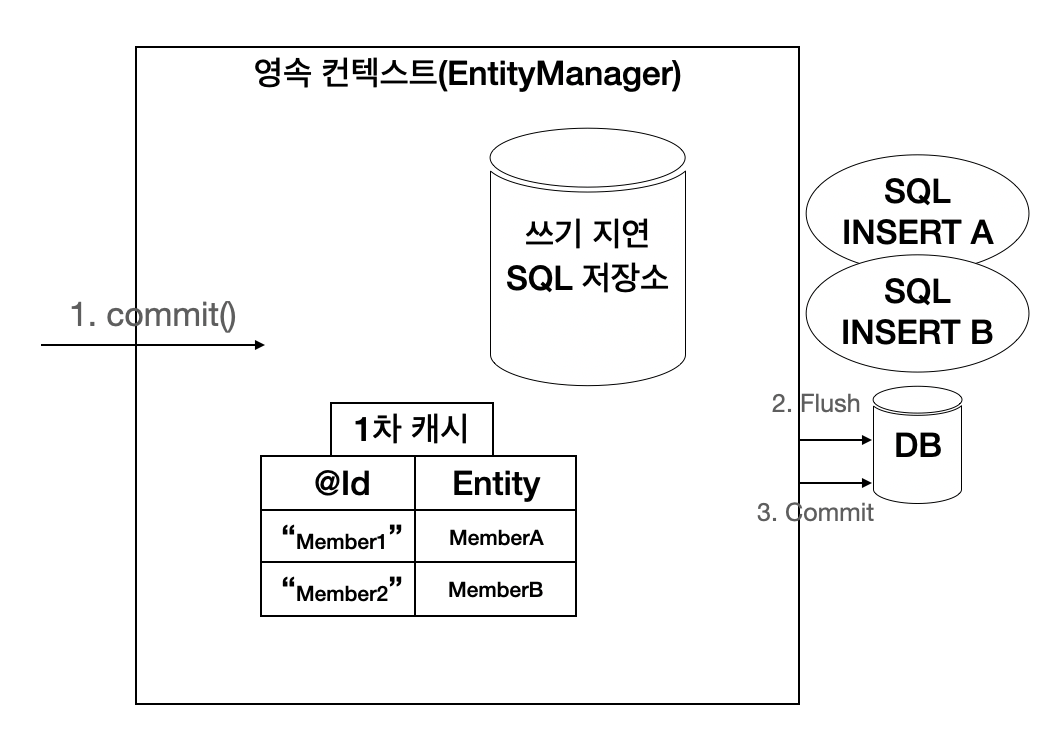 영속 컨텍스트(EntityManager)
쓰기 지연
SQL 저장소
SQL
INSERT A
SQL
INSERT B
1. commit()
2. Flush
DB
3. Commit
1차 캐시
@Id Entity
“Member1” MemberA
“Member2” MemberB